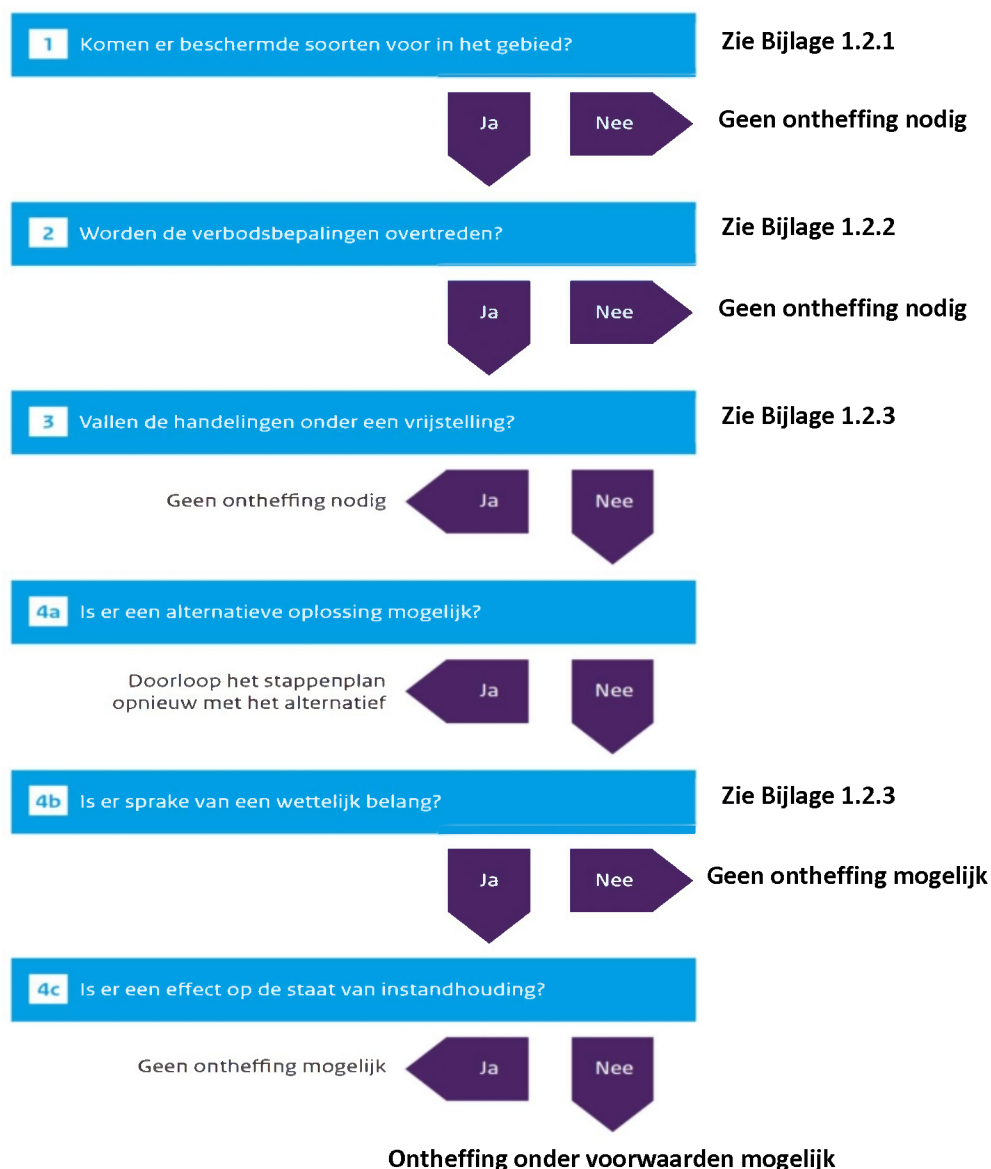 1 Komen er beschermde soorten voor in het gebied? Zie Bijlage 1.2.1
Ja Nee Geen ontheffing nodig
2 Worden de verbodsbepalingen overtreden? Zie Bijlage 1.2.2
Ja Nee Geen ontheffing nodig
3 Vallen de handelingen onder een vrijstelling? Zie Bijlage 1.2.3
Geen ontheffing nodig Ja Nee
4a Is er een alternatieve oplossing mogelijk?
Doorloop het stappenplan
opnieuw met het alternatief Ja Nee
4b Is er sprake van een wettelijk belang? Zie Bijlage 1.2.3
Ja Nee Geen ontheffing mogelijk
4c Is er een effect op de staat van instandhouding?
Geen ontheffing mogelijk Ja Nee
Ontheffing onder voorwaarden mogelijk